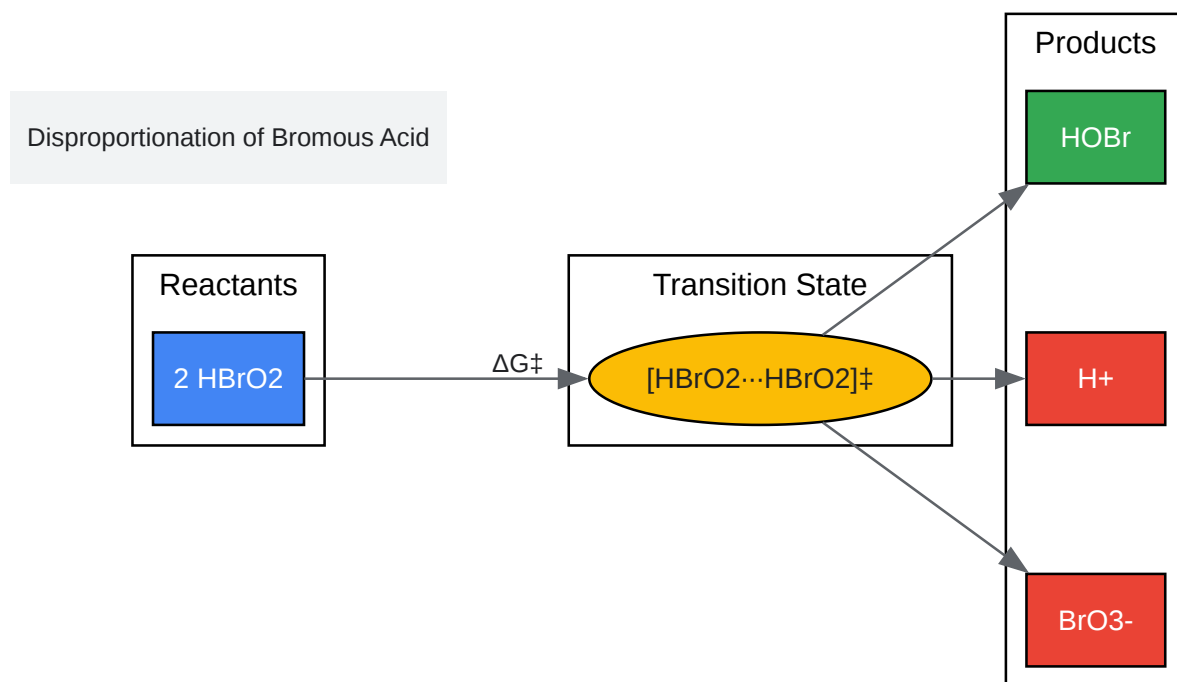 Disproportionation of Bromous Acid
Reactants
2 HBrO2
ΔG‡
Transition State
[HBrO2···HBrO2]‡
Products
HOBr
H+
BrO3-